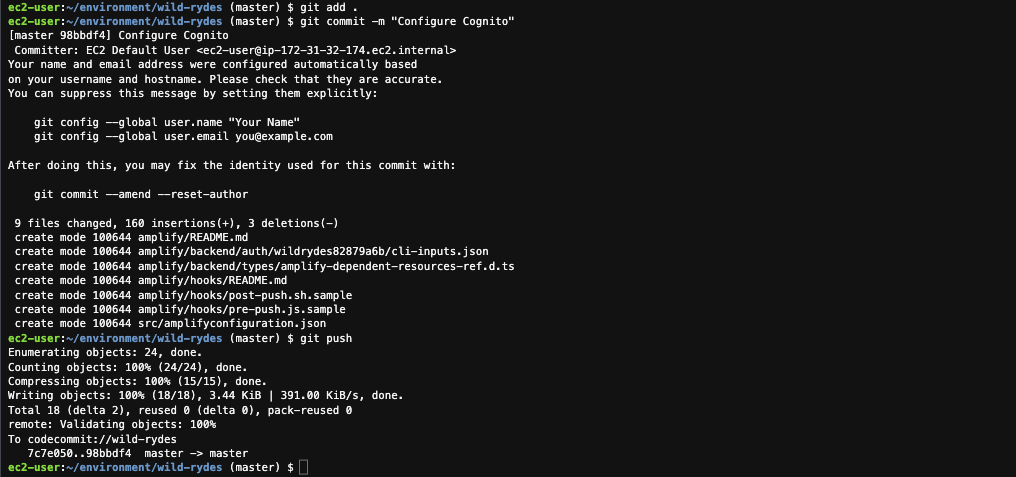 ec2-user:~/environment/wild-rydes (master) $ git add .
ec2-user:~/environment/wild-rydes (master) $ git commit -m "Configure Cognito"
[master 98bbdf4] Configure Cognito
 Committer: EC2 Default User <ec2-user@ip-172-31-32-174.ec2.internal>
Your name and email address were configured automatically based
on your username and hostname. Please check that they are accurate.
You can suppress this message by setting them explicitly:

    git config --global user.name "Your Name"
    git config --global user.email you@example.com

After doing this, you may fix the identity used for this commit with:

    git commit --amend --reset-author

 9 files changed, 160 insertions(+), 3 deletions(-)
 create mode 100644 amplify/README.md
 create mode 100644 amplify/backend/auth/wildrydes82879a6b/cli-inputs.json
 create mode 100644 amplify/backend/types/amplify-dependent-resources-ref.d.ts
 create mode 100644 amplify/hooks/README.md
 create mode 100644 amplify/hooks/post-push.sh.sample
 create mode 100644 amplify/hooks/pre-push.js.sample
 create mode 100644 src/amplifyconfiguration.json
ec2-user:~/environment/wild-rydes (master) $ git push
Enumerating objects: 24, done.
Counting objects: 100% (24/24), done.
Compressing objects: 100% (15/15), done.
Writing objects: 100% (18/18), 3.44 KiB | 391.00 KiB/s, done.
Total 18 (delta 2), reused 0 (delta 0), pack-reused 0
remote: Validating objects: 100%
To codecommit://wild-rydes
   7c7e050..98bbdf4  master -> master
ec2-user:~/environment/wild-rydes (master) $